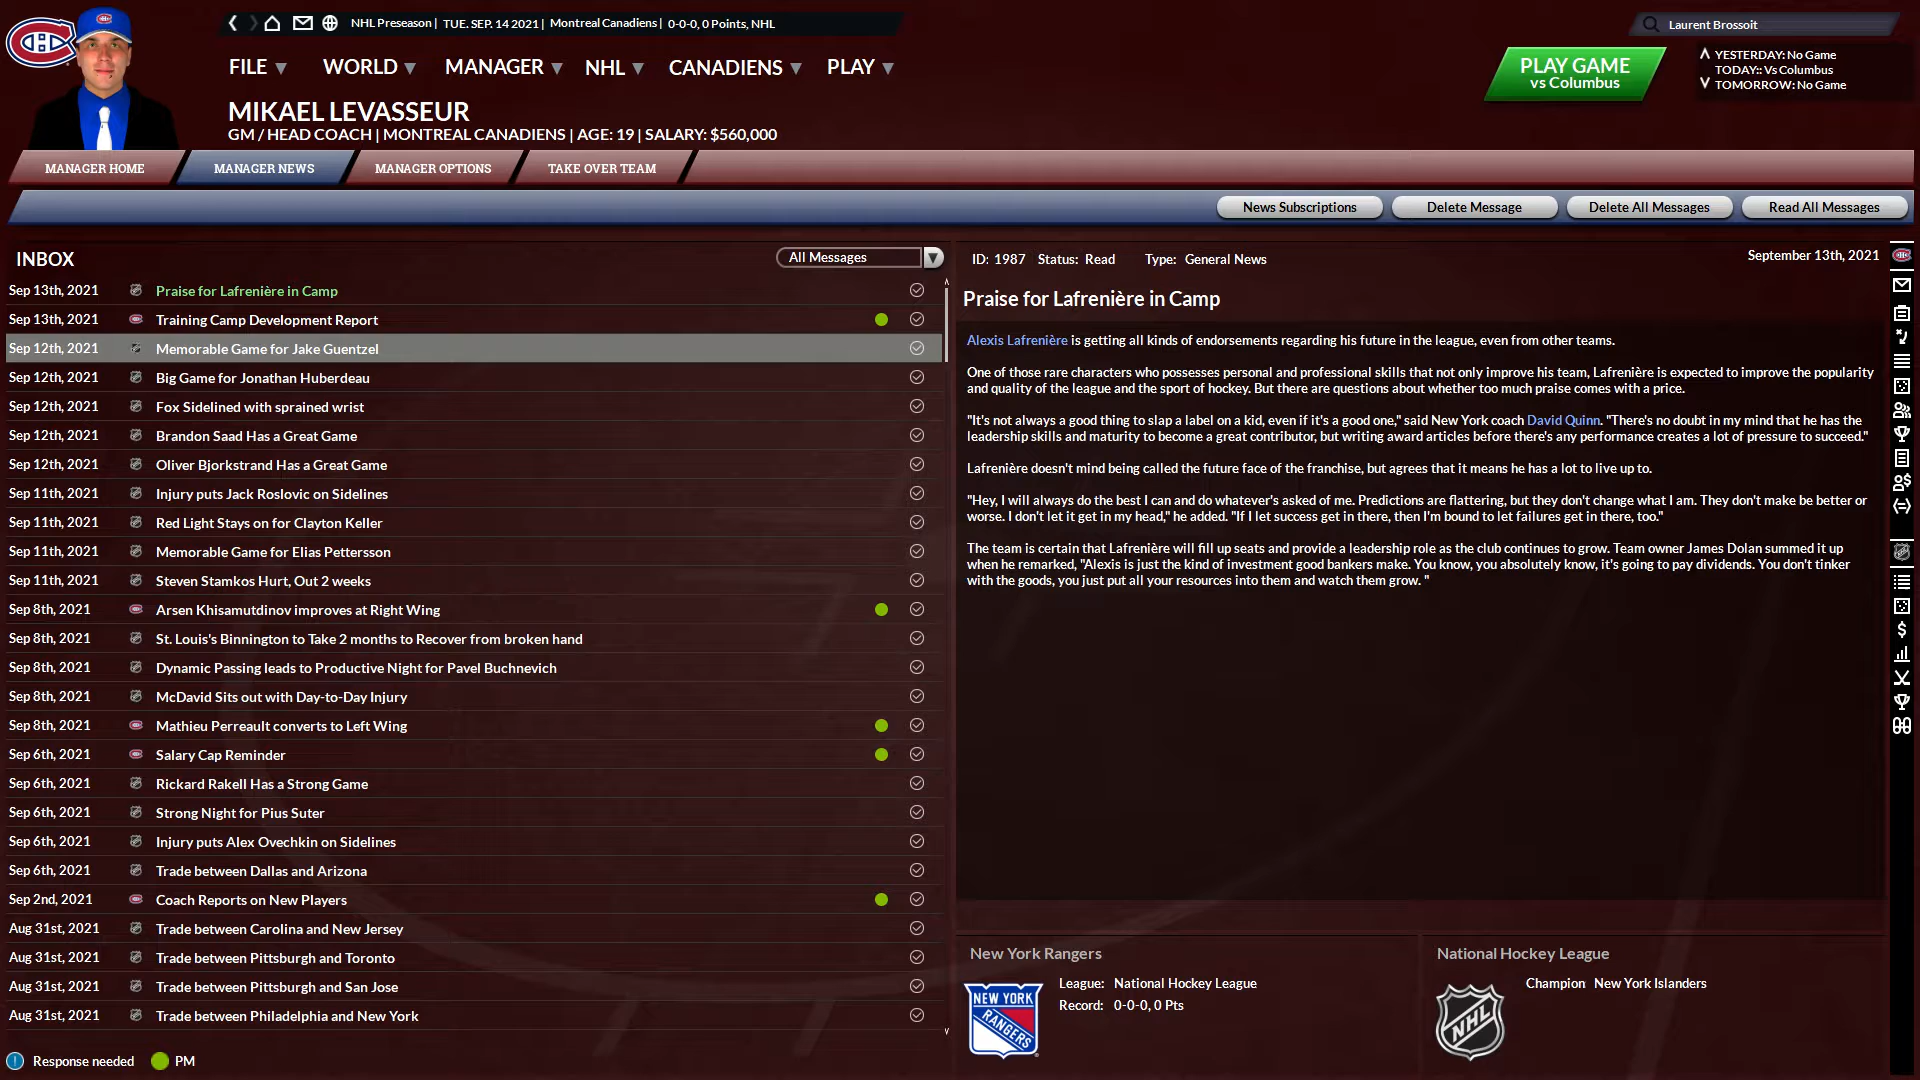 NHL Preseason | TUE. SEP. 14 2021 | Montreal Canadiens | 0-0-0, 0 Points, NHL
Laurent Brossoit
FILE WORLD MANAGER NHL CANADIENS PLAY
PLAY GAME
vs Columbus
YESTERDAY: No Game
TODAY:: Vs Columbus
TOMORROW: No Game
MIKAEL LEVASSEUR
GM / HEAD COACH | MONTREAL CANADIENS | AGE: 19 | SALARY: $560,000
MANAGER HOME MANAGER NEWS MANAGER OPTIONS TAKE OVER TEAM
News Subscriptions Delete Message Delete All Messages Read All Messages
INBOX All Messages
Sep 13th, 2021 Praise for Lafrenière in Camp
Sep 13th, 2021 Training Camp Development Report
Sep 12th, 2021 Memorable Game for Jake Guentzel
Sep 12th, 2021 Big Game for Jonathan Huberdeau
Sep 12th, 2021 Fox Sidelined with sprained wrist
Sep 12th, 2021 Brandon Saad Has a Great Game
Sep 12th, 2021 Oliver Bjorkstrand Has a Great Game
Sep 11th, 2021 Injury puts Jack Roslovic on Sidelines
Sep 11th, 2021 Red Light Stays on for Clayton Keller
Sep 11th, 2021 Memorable Game for Elias Pettersson
Sep 11th, 2021 Steven Stamkos Hurt, Out 2 weeks
Sep 8th, 2021 Arsen Khisamutdinov improves at Right Wing
Sep 8th, 2021 St. Louis's Binnington to Take 2 months to Recover from broken hand
Sep 8th, 2021 Dynamic Passing leads to Productive Night for Pavel Buchnevich
Sep 8th, 2021 McDavid Sits out with Day-to-Day Injury
Sep 8th, 2021 Mathieu Perreault converts to Left Wing
Sep 6th, 2021 Salary Cap Reminder
Sep 6th, 2021 Rickard Rakell Has a Strong Game
Sep 6th, 2021 Strong Night for Pius Suter
Sep 6th, 2021 Injury puts Alex Ovechkin on Sidelines
Sep 6th, 2021 Trade between Dallas and Arizona
Sep 2nd, 2021 Coach Reports on New Players
Aug 31st, 2021 Trade between Carolina and New Jersey
Aug 31st, 2021 Trade between Pittsburgh and Toronto
Aug 31st, 2021 Trade between Pittsburgh and San Jose
Aug 31st, 2021 Trade between Philadelphia and New York
Response needed PM
ID: 1987 Status: Read Type: General News September 13th, 2021
Praise for Lafrenière in Camp
Alexis Lafrenière is getting all kinds of endorsements regarding his future in the league, even from other teams.
One of those rare characters who possesses personal and professional skills that not only improve his team, Lafrenière is expected to improve the popularity
and quality of the league and the sport of hockey. But there are questions about whether too much praise comes with a price.
"It's not always a good thing to slap a label on a kid, even if it's a good one," said New York coach David Quinn. "There's no doubt in my mind that he has the
leadership skills and maturity to become a great contributor, but writing award articles before there's any performance creates a lot of pressure to succeed."
Lafrenière doesn't mind being called the future face of the franchise, but agrees that it means he has a lot to live up to.
"Hey, I will always do the best I can and do whatever's asked of me. Predictions are flattering, but they don't change what I am. They don't make be better or
worse. I don't let it get in my head," he added. "If I let success get in there, then I'm bound to let failures get in there, too."
The team is certain that Lafrenière will fill up seats and provide a leadership role as the club continues to grow. Team owner James Dolan summed it up
when he remarked, "Alexis is just the kind of investment good bankers make. You know, you absolutely know, it's going to pay dividends. You don't tinker
with the goods, you just put all your resources into them and watch them grow. "
New York Rangers
League: National Hockey League
Record: 0-0-0, 0 Pts
NEW YORK
RANGERS
National Hockey League
Champion New York Islanders
NHL